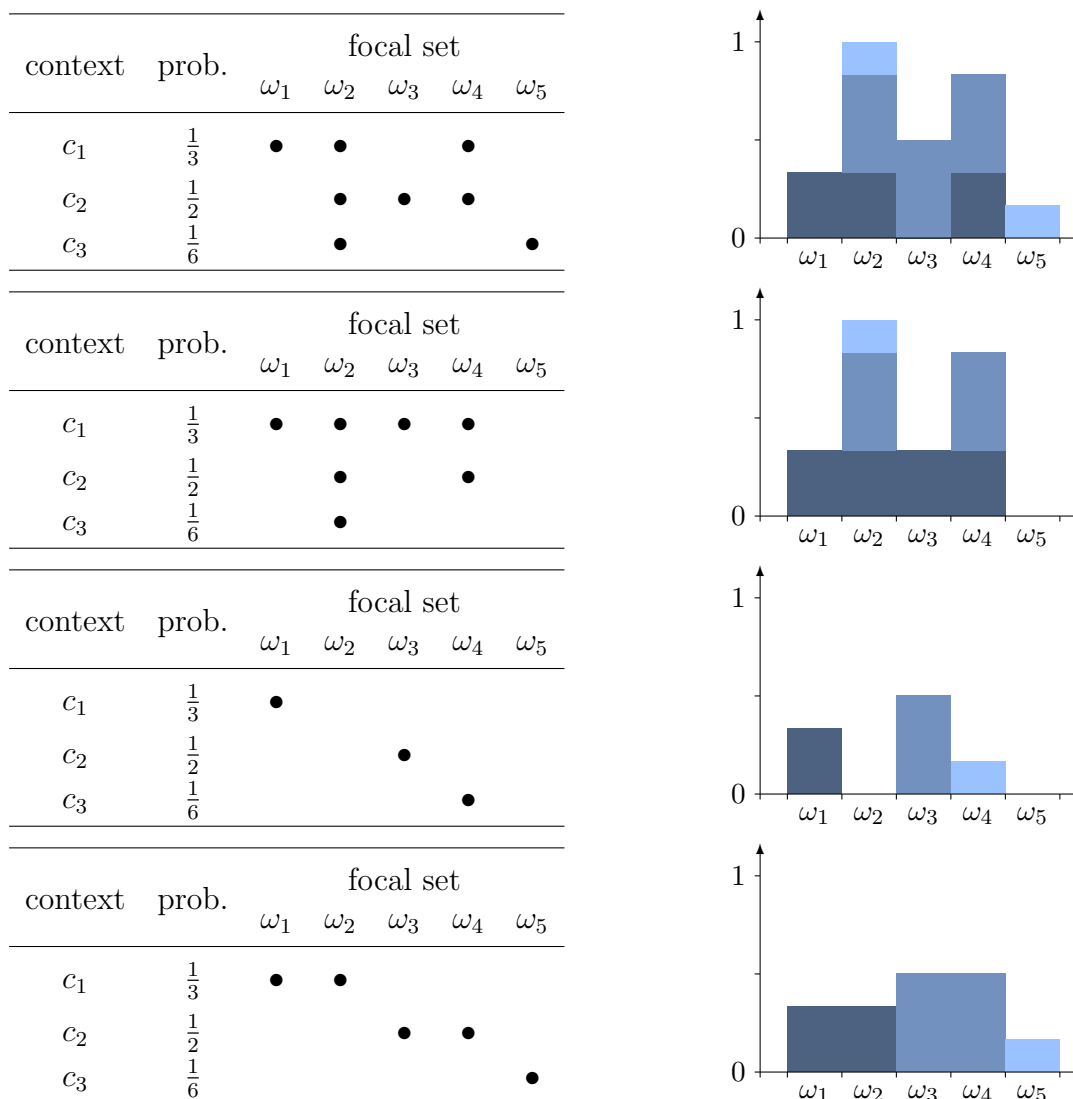 context prob. focal set
ω1 ω2 ω3 ω4 ω5
c1 1/3 • • •
c2 1/2 • • •
c3 1/6 • •
1
0
ω1 ω2 ω3 ω4 ω5
context prob. focal set
ω1 ω2 ω3 ω4 ω5
c1 1/3 • • • •
c2 1/2 • •
c3 1/6 •
1
0
ω1 ω2 ω3 ω4 ω5
context prob. focal set
ω1 ω2 ω3 ω4 ω5
c1 1/3 •
c2 1/2 •
c3 1/6 •
1
0
ω1 ω2 ω3 ω4 ω5
context prob. focal set
ω1 ω2 ω3 ω4 ω5
c1 1/3 • •
c2 1/2 • •
c3 1/6 •
1
0
ω1 ω2 ω3 ω4 ω5